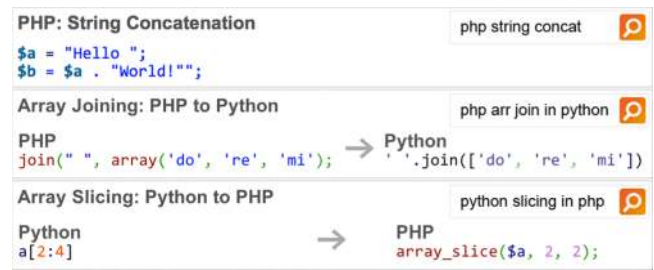 PHP: String Concatenation
php string concat
$a = "Hello ";
$b = $a . "World!"";
Array Joining: PHP to Python
php arr join in python
PHP
Python
join(" ", array('do', 're', 'mi');
' '.join(['do', 're', 'mi'])
Array Slicing: Python to PHP
python slicing in php
Python
PHP
a[2:4]
array_slice($a, 2, 2);